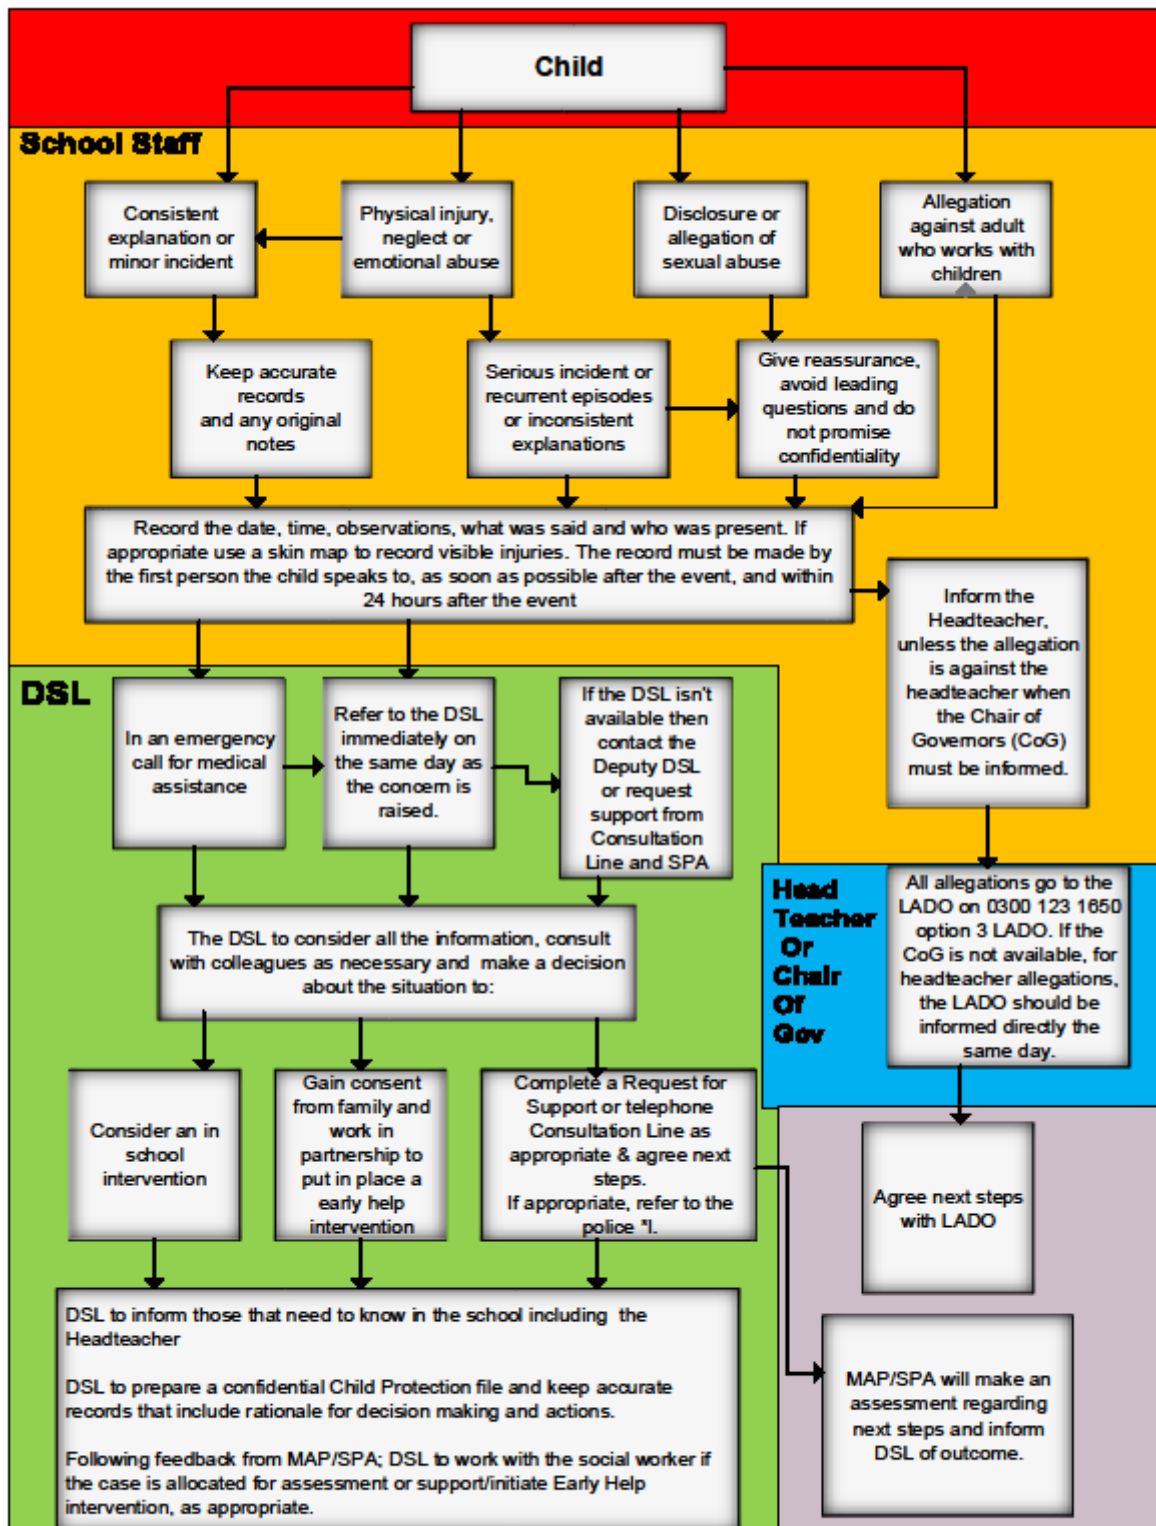 Child
School Staff
Consistent
explanation or
minor incident
Physical injury,
neglect or
emotional abuse
Disclosure or
allegation of
sexual abuse
Allegation
against adult
who works with
children
Keep accurate
records
and any original
notes
Serious incident or
recurrent episodes
or inconsistent
explanations
Give reassurance,
avoid leading
questions and do
not promise
confidentiality
Record the date, time, observations, what was said and who was present. If
appropriate use a skin map to record visible injuries. The record must be made by
the first person the child speaks to, as soon as possible after the event, and within
24 hours after the event
Inform the
Headteacher,
unless the allegation
is against the
headteacher when
the Chair of
Governors (CoG)
must be informed.
DSL
In an emergency
call for medical
assistance
Refer to the DSL
immediately on
the same day as
the concern is
raised.
If the DSL isn't
available then
contact the
Deputy DSL
or request
support from
Consultation
Line and SPA
Head
Teacher
Or
Chair
Of
Gov
All allegations go to the
LADO on 0300 123 1650
option 3 LADO. If the
CoG is not available, for
headteacher allegations,
the LADO should be
informed directly the
same day.
The DSL to consider all the information, consult
with colleagues as necessary and make a decision
about the situation to:
Consider an in
school
intervention
Gain consent
from family and
work in
partnership to
put in place a
early help
intervention
Complete a Request for
Support or telephone
Consultation Line as
appropriate & agree next
steps.
If appropriate, refer to the
police *I.
Agree next steps
with LADO
DSL to inform those that need to know in the school including the
Headteacher
DSL to prepare a confidential Child Protection file and keep accurate
records that include rationale for decision making and actions.
Following feedback from MAP/SPA; DSL to work with the social worker if
the case is allocated for assessment or support/initiate Early Help
intervention, as appropriate.
MAP/SPA will make an
assessment regarding
next steps and inform
DSL of outcome.